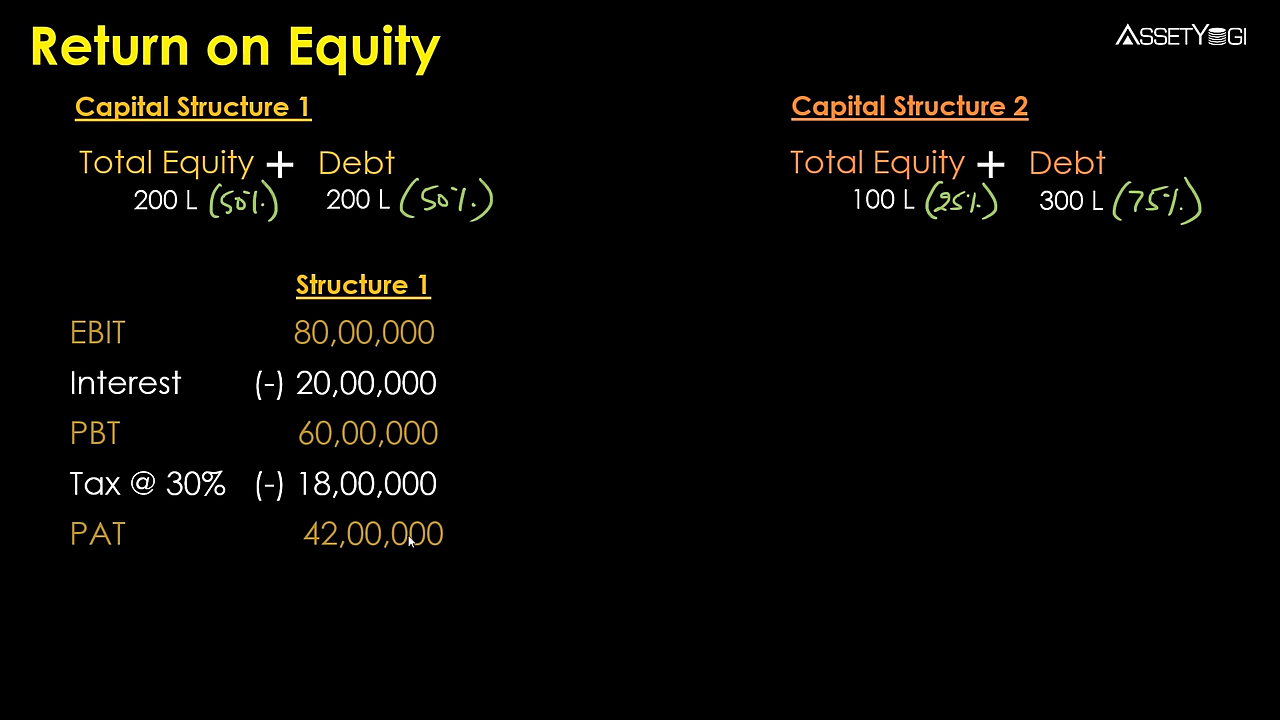 Return on Equity
ASSETYOGI
Capital Structure 1
Total Equity + Debt
200 L (50%) 200 L (50%)
Capital Structure 2
Total Equity + Debt
100 L (25%) 300 L (75%)
Structure 1
EBIT 80,00,000
Interest (-) 20,00,000
PBT 60,00,000
Tax @ 30% (-) 18,00,000
PAT 42,00,000